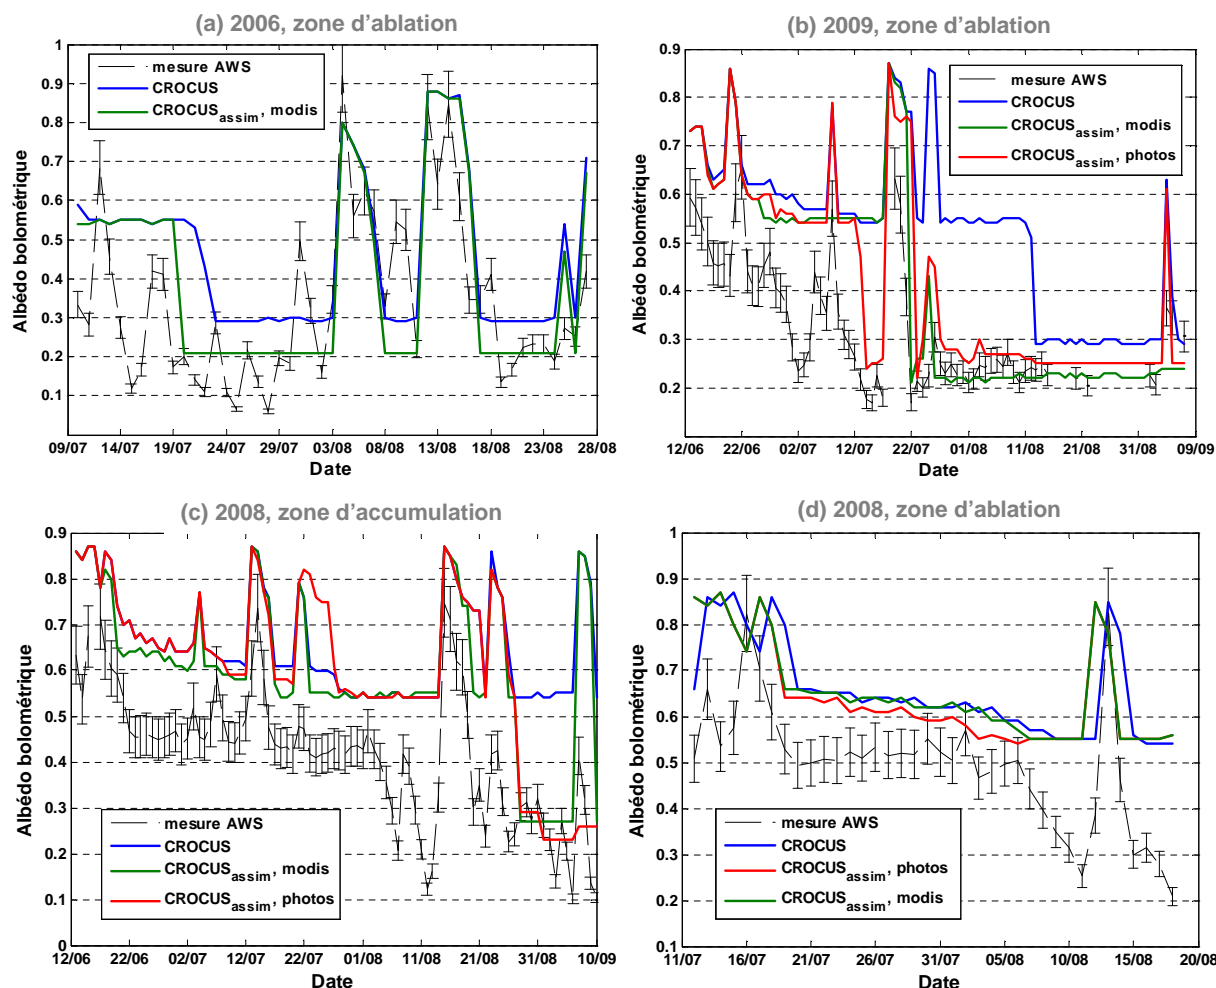 (a) 2006, zone d'ablation
Albédo bolométrique
1
0.9
0.8
0.7
0.6
0.5
0.4
0.3
0.2
0.1
mesure AWS
CROCUS
CROCUSassim, modis
09/07 14/07 19/07 24/07 29/07 03/08 08/08 13/08 18/08 23/08 28/08
Date
(b) 2009, zone d'ablation
Albédo bolométrique
0.9
0.8
0.7
0.6
0.5
0.4
0.3
0.2
mesure AWS
CROCUS
CROCUSassim, modis
CROCUSassim, photos
12/06 22/06 02/07 12/07 22/07 01/08 11/08 21/08 31/08 09/09
Date
(c) 2008, zone d'accumulation
Albédo bolométrique
0.9
0.8
0.7
0.6
0.5
0.4
0.3
0.2
0.1
0
mesure AWS
CROCUS
CROCUSassim, modis
CROCUSassim, photos
12/06 22/06 02/07 12/07 22/07 01/08 11/08 21/08 31/08 10/09
Date
(d) 2008, zone d'ablation
Albédo bolométrique
1
0.9
0.8
0.7
0.6
0.5
0.4
0.3
0.2
0.1
mesure AWS
CROCUS
CROCUSassim, photos
CROCUSassim, modis
11/07 16/07 21/07 26/07 31/07 05/08 10/08 15/08 20/08
Date